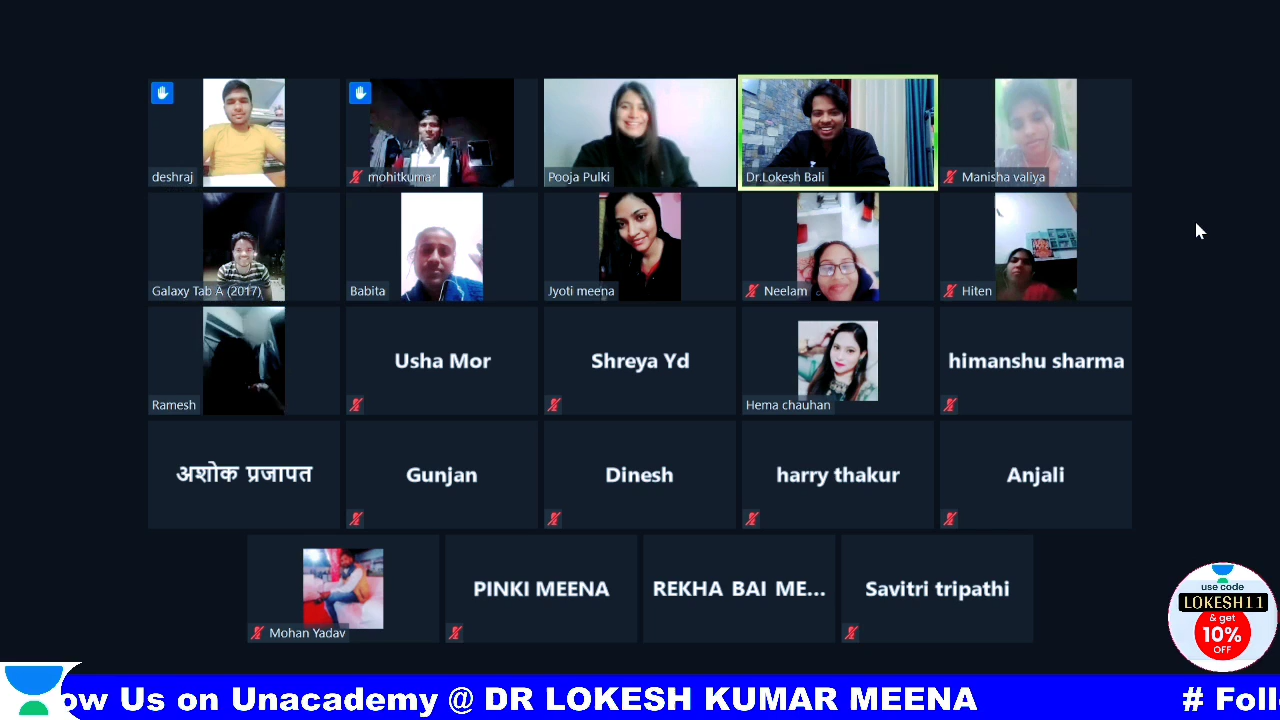 deshraj
mohitkumar
Pooja Pulki
Dr.Lokesh Bali
Manisha valiya
Galaxy Tab A (2017)
Babita
Jyoti meena
Neelam
Hiten
Ramesh
Usha Mor
Shreya Yd
Hema chauhan
himanshu sharma
अशोक प्रजापत
Gunjan
Dinesh
harry thakur
Anjali
Mohan Yadav
PINKI MEENA
REKHA BAI ME...
Savitri tripathi
use code
LOKESH11
& get
10%
OFF
ow Us on Unacademy @ DR LOKESH KUMAR MEENA # Foll